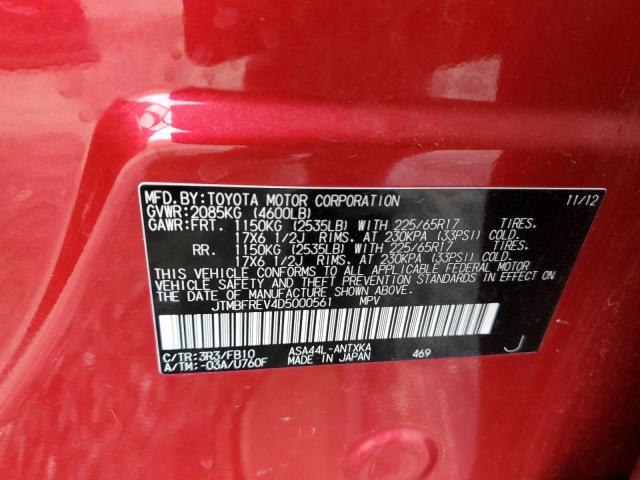 MFD.BY:TOYOTA MOTOR CORPORATION 11/12
GVWR:2085KG (4600LB)
GAWR:FRT. 1150KG (2535LB) WITH 225/65R17 TIRES.
17X6 1/2J RIMS. AT 230KPA (33PSI) COLD.
RR. 1150KG (2535LB) WITH 225/65R17 TIRES.
17X6 1/2J RIMS. AT 230KPA (33PSI) COLD.
THIS VEHICLE CONFORMS TO ALL APPLICABLE FEDERAL MOTOR
VEHICLE SAFETY AND THEFT PREVENTION STANDARDS IN EFFECT ON
THE DATE OF MANUFACTURE SHOWN ABOVE.
JTMBFREV4D5000561 MPV
C/TR:3R3/FB10 ASA44L-ANTXKA J
A/TM:-03A/U760F MADE IN JAPAN 469